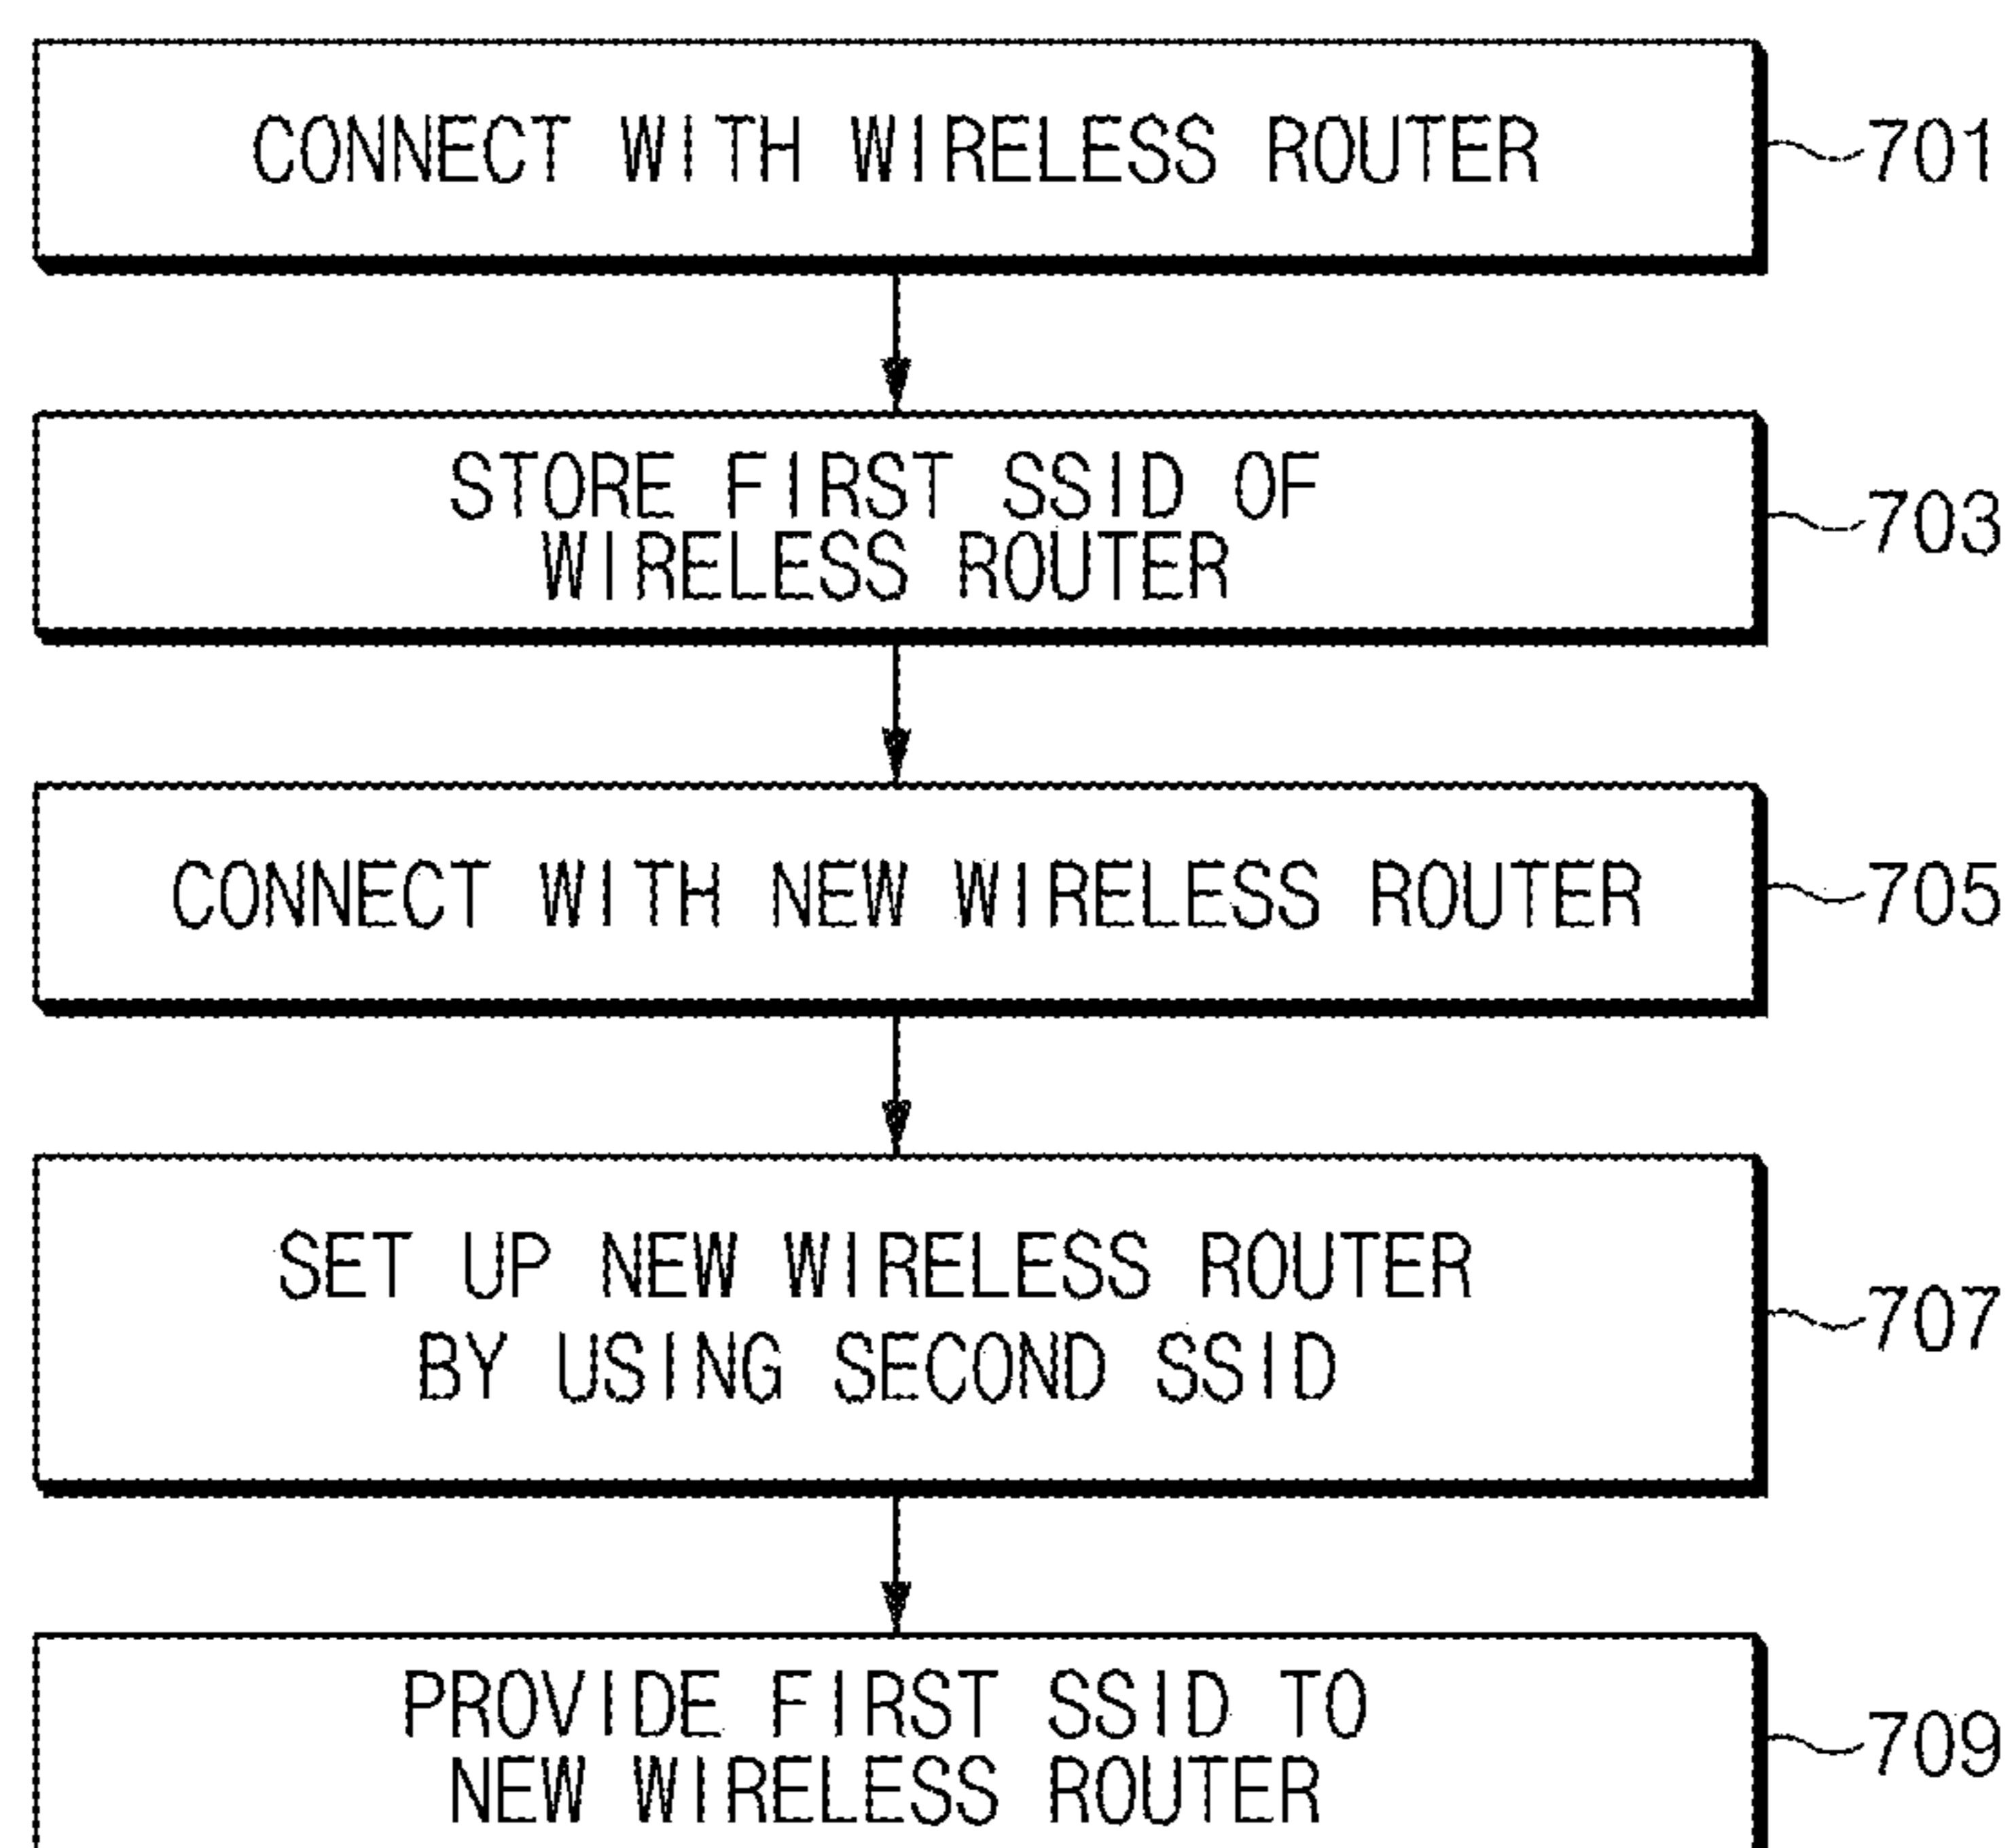 CONNECT WITH WIRELESS ROUTER
701
STORE FIRST SSID OF
WIRELESS ROUTER
703
CONNECT WITH NEW WIRELESS ROUTER
705
SET UP NEW WIRELESS ROUTER
BY USING SECOND SSID
707
PROVIDE FIRST SSID TO
NEW WIRELESS ROUTER
709